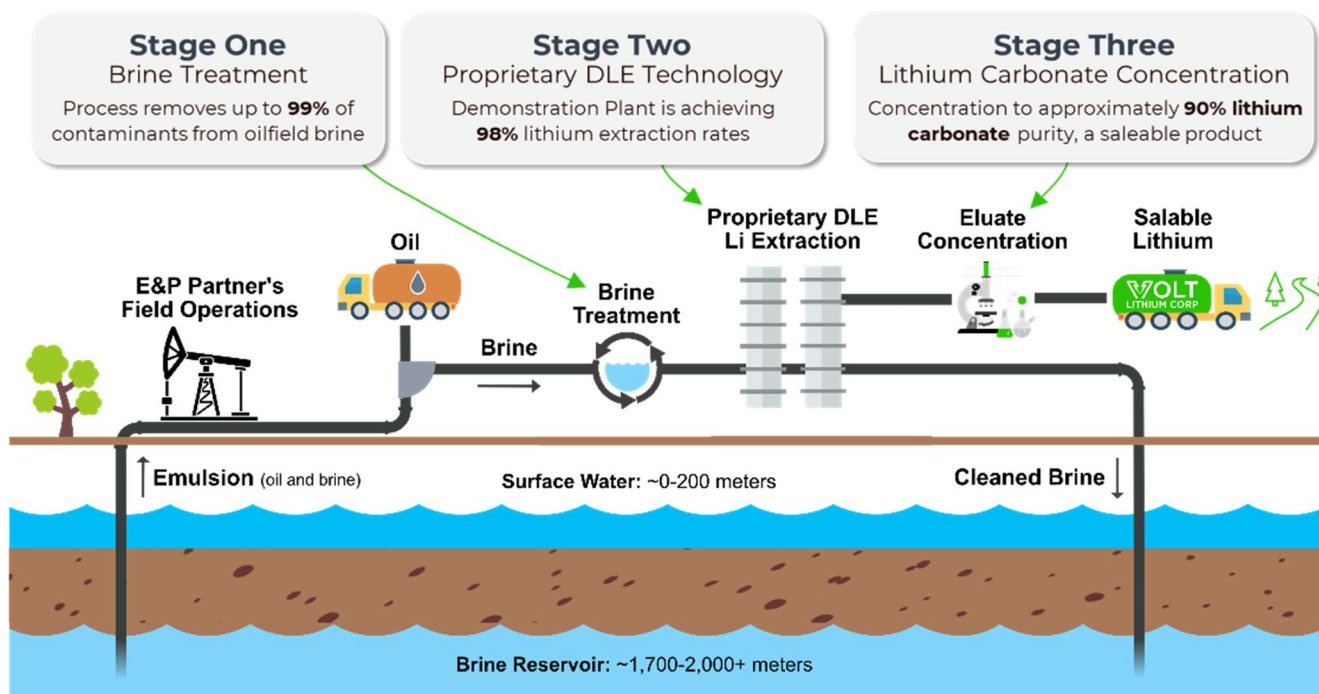 Stage One
Brine Treatment
Process removes up to 99% of
contaminants from oilfield brine
Stage Two
Proprietary DLE Technology
Demonstration Plant is achieving
98% lithium extraction rates
Stage Three
Lithium Carbonate Concentration
Concentration to approximately 90% lithium
carbonate purity, a saleable product
E&P Partner's
Field Operations
Oil
Brine
Brine
Treatment
Proprietary DLE
Li Extraction
Eluate
Concentration
Salable
Lithium
VOLT
LITHIUM CORP
Emulsion (oil and brine)
Surface Water: ~0-200 meters
Cleaned Brine
Brine Reservoir: ~1,700-2,000+ meters